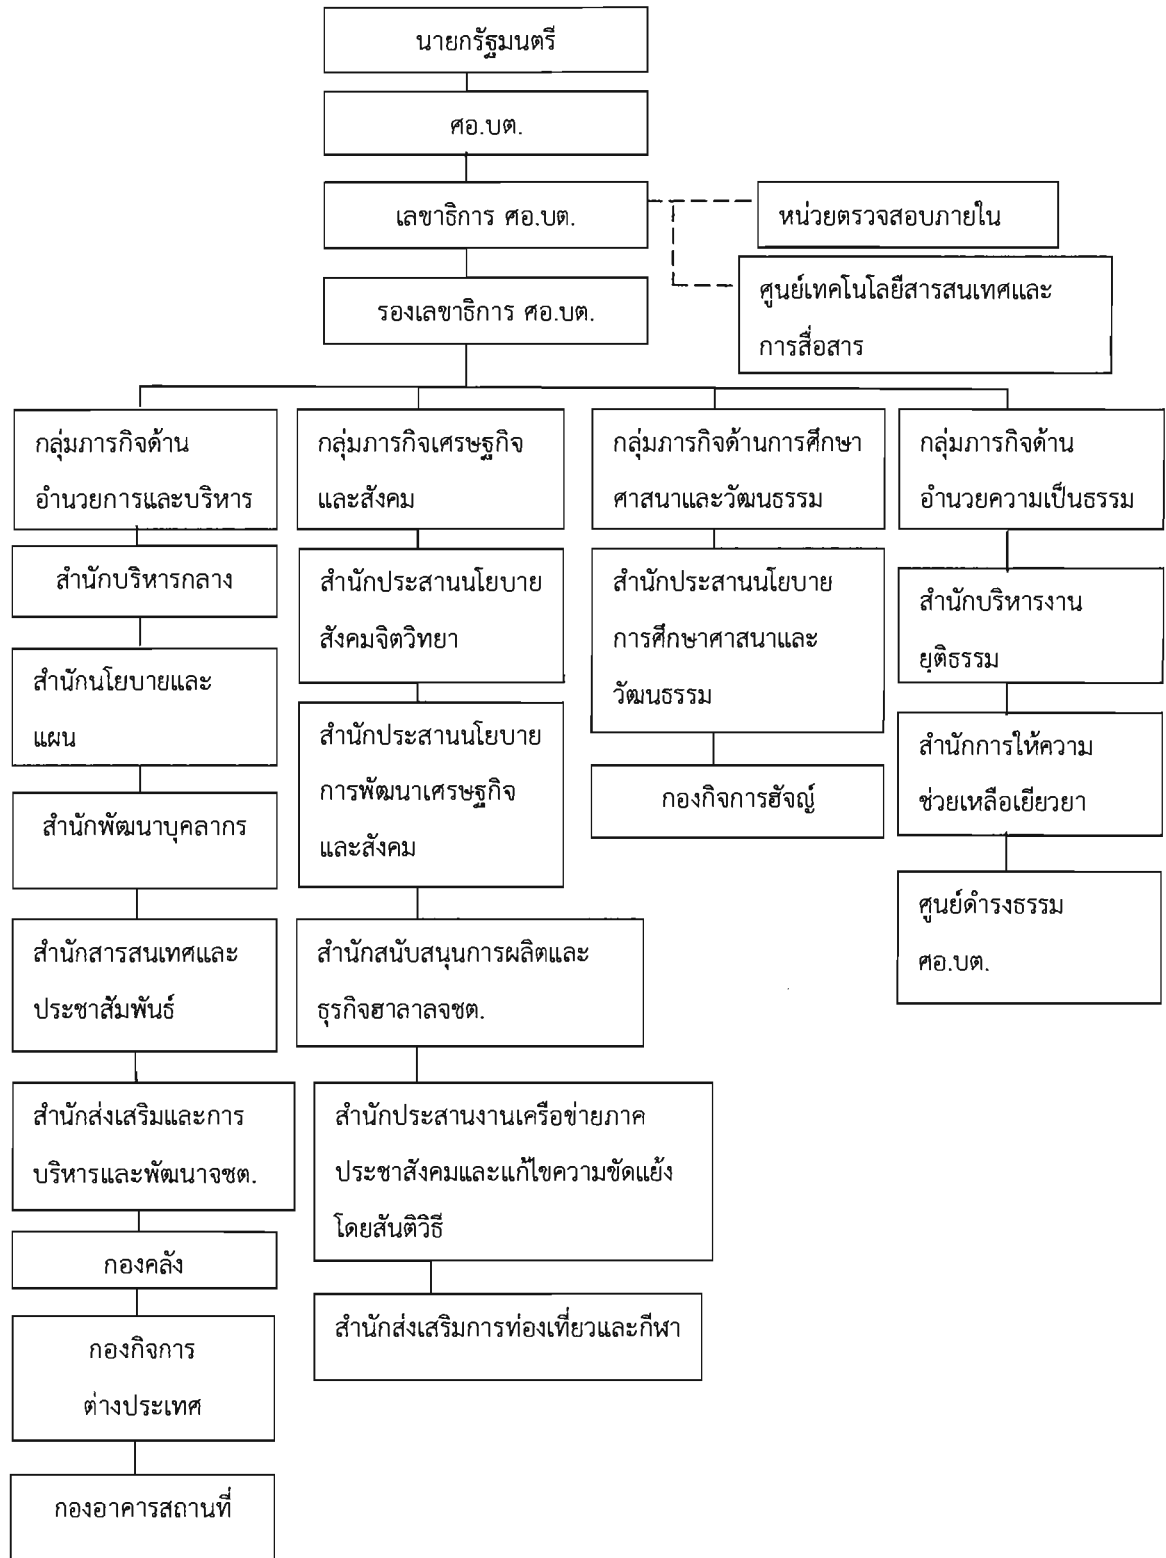 นายกรัฐมนตรี
ศอ.บต.
เลขาธิการ ศอ.บต.
หน่วยตรวจสอบภายใน
ศูนย์เทคโนโลยีสารสนเทศและ
การสื่อสาร
รองเลขาธิการ ศอ.บต.
กลุ่มภารกิจด้าน
อำนวยการและบริหาร
สำนักบริหารกลาง
สำนักนโยบายและ
แผน
สำนักพัฒนาบุคลากร
สำนักสารสนเทศและ
ประชาสัมพันธ์
สำนักส่งเสริมและการ
บริหารและพัฒนาจชต.
กองคลัง
กองกิจการ
ต่างประเทศ
กองอาคารสถานที่
กลุ่มภารกิจเศรษฐกิจ
และสังคม
สำนักประสานนโยบาย
สังคมจิตวิทยา
สำนักประสานนโยบาย
การพัฒนาเศรษฐกิจ
และสังคม
สำนักสนับสนุนการผลิตและ
ธุรกิจฮาลาลจชต.
สำนักประสานงานเครือข่ายภาค
ประชาสังคมและแก้ไขความขัดแย้ง
โดยสันติวิธี
สำนักส่งเสริมการท่องเที่ยวและกีฬา
กลุ่มภารกิจด้านการศึกษา
ศาสนาและวัฒนธรรม
สำนักประสานนโยบาย
การศึกษาศาสนาและ
วัฒนธรรม
กองกิจการฮัจญ์
กลุ่มภารกิจด้าน
อำนวยความเป็นธรรม
สำนักบริหารงาน
ยุติธรรม
สำนักการให้ความ
ช่วยเหลือเยียวยา
ศูนย์ดำรงธรรม
ศอ.บต.